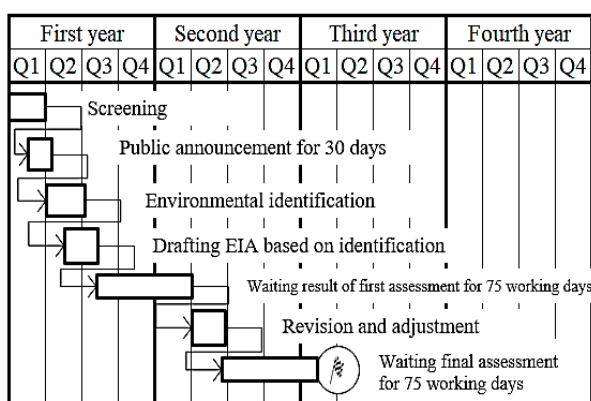 First year Second year Third year Fourth year
Q1 Q2 Q3 Q4 Q1 Q2 Q3 Q4 Q1 Q2 Q3 Q4 Q1 Q2 Q3 Q4
Screening
Public announcement for 30 days
Environmental identification
Drafting EIA based on identification
Waiting result of first assessment for 75 working days
Revision and adjustment
Waiting final assessment
for 75 working days